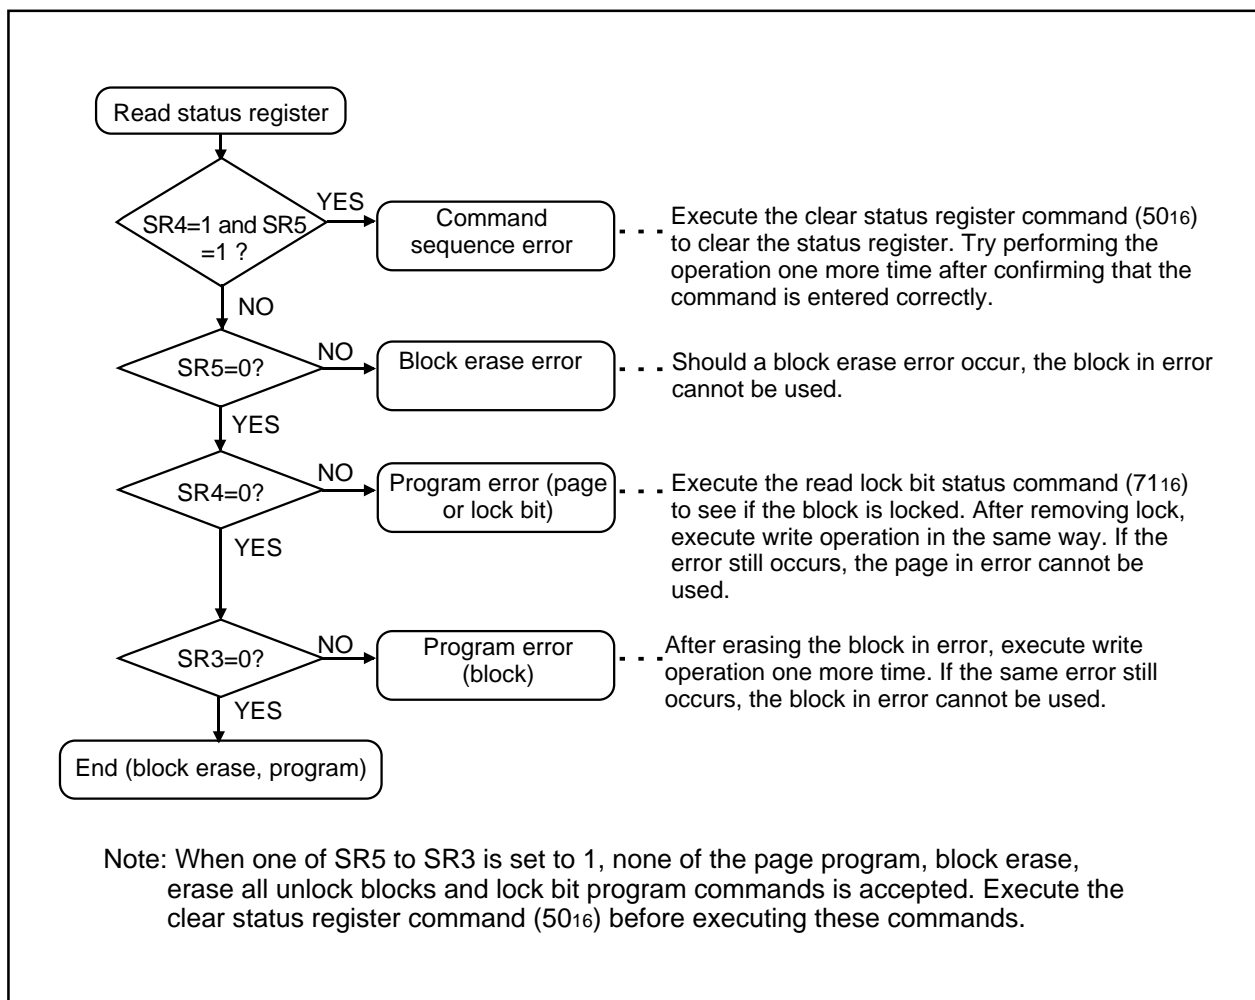 Read status register
YES
SR4=1 and SR5
=1 ?
Command
sequence error
Execute the clear status register command (5016)
to clear the status register. Try performing the
operation one more time after confirming that the
command is entered correctly.
NO
SR5=0?
NO
Block erase error
Should a block erase error occur, the block in error
cannot be used.
YES
SR4=0?
NO
Program error (page
or lock bit)
Execute the read lock bit status command (7116)
to see if the block is locked. After removing lock,
execute write operation in the same way. If the
error still occurs, the page in error cannot be
used.
YES
SR3=0?
NO
Program error
(block)
After erasing the block in error, execute write
operation one more time. If the same error still
occurs, the block in error cannot be used.
YES
End (block erase, program)
Note: When one of SR5 to SR3 is set to 1, none of the page program, block erase,
erase all unlock blocks and lock bit program commands is accepted. Execute the
clear status register command (5016) before executing these commands.